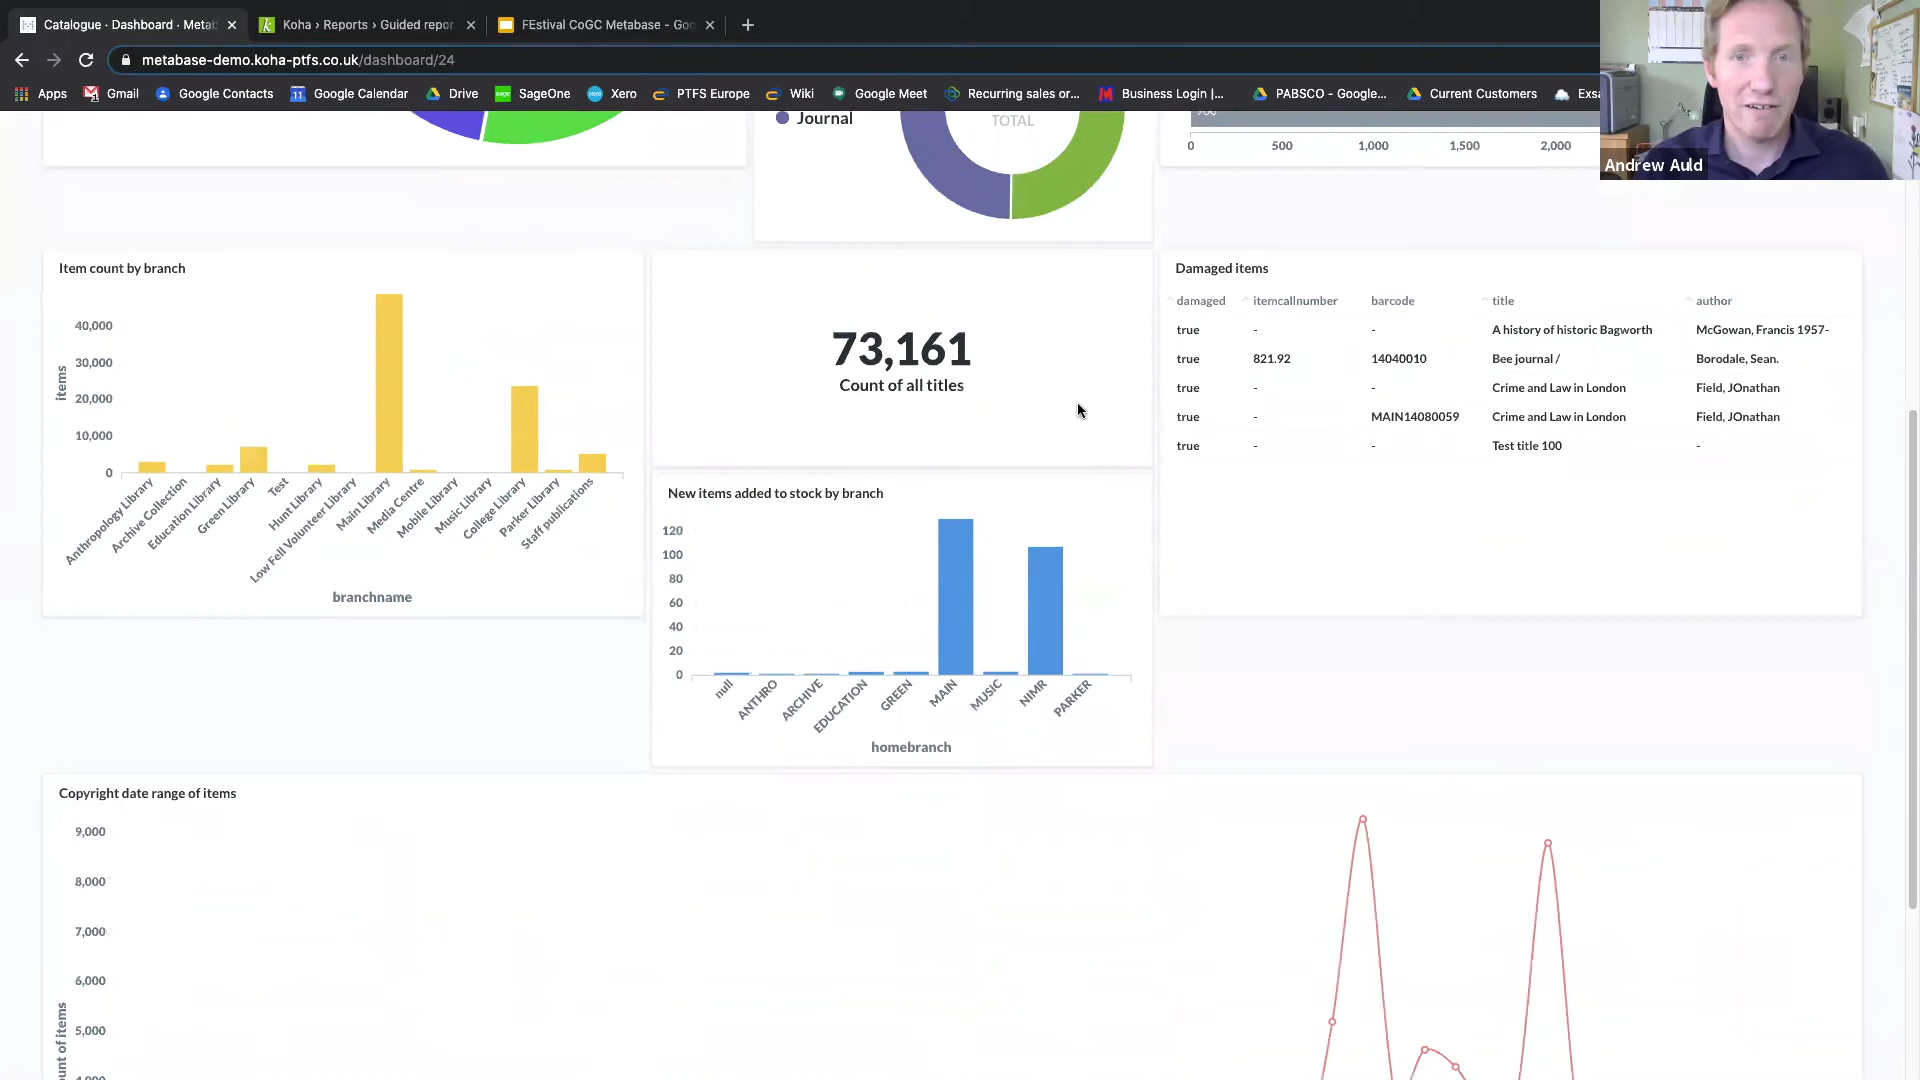 Catalogue · Dashboard · Metab
Koha › Reports › Guided repor
FEstival CoGC Metabase - Goo
metabase-demo.koha-ptfs.co.uk/dashboard/24
Apps
Gmail
Google Contacts
Google Calendar
Drive
SageOne
Xero
PTFS Europe
Wiki
Google Meet
Recurring sales or...
Business Login |...
PABSCO - Google...
Current Customers
Exsa
Andrew Auld
Journal
TOTAL
0 500 1,000 1,500 2,000
Item count by branch
items
40,000
30,000
20,000
10,000
0
Anthropology Library
Archive Collection
Education Library
Green Library
Test
Hunt Library
Low Fell Volunteer Library
Main Library
Media Centre
Mobile Library
Music Library
College Library
Parker Library
Staff publications
branchname
73,161
Count of all titles
New items added to stock by branch
120
100
80
60
40
20
0
null
ANTHRO
ARCHIVE
EDUCATION
GREEN
MAIN
MUSIC
NIMR
PARKER
homebranch
Damaged items
damaged itemcallnumber barcode title author
true - - A history of historic Bagworth McGowan, Francis 1957-
true 821.92 14040010 Bee journal / Borodale, Sean.
true - - Crime and Law in London Field, JOnathan
true - MAIN14080059 Crime and Law in London Field, JOnathan
true - - Test title 100 -
Copyright date range of items
9,000
8,000
7,000
6,000
5,000
ount of items